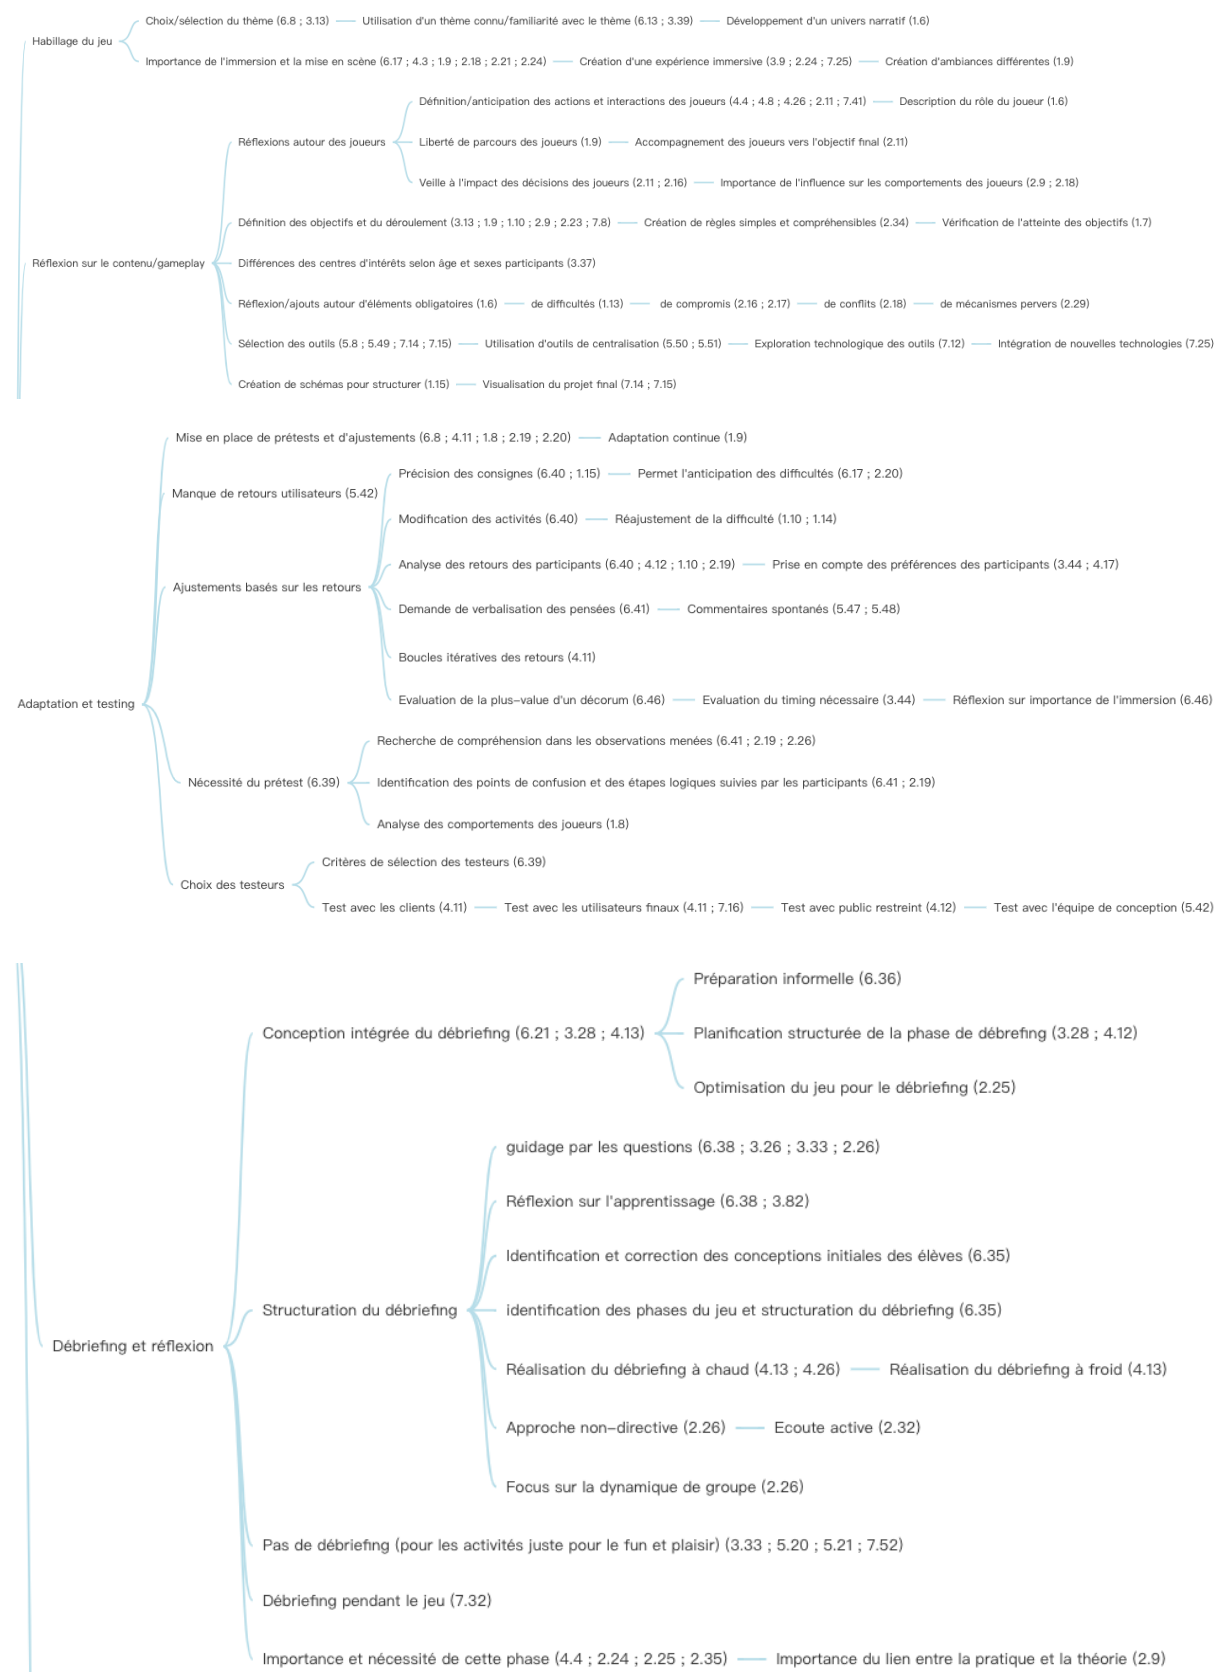 Choix/sélection du thème (6.8 ; 3.13) Utilisation d'un thème connu/familiarité avec le thème (6.13 ; 3.39) Développement d'un univers narratif (1.6)
Habillage du jeu
Importance de l'immersion et la mise en scène (6.17 ; 4.3 ; 1.9 ; 2.18 ; 2.21 ; 2.24) Création d'une expérience immersive (3.9 ; 2.24 ; 7.25) Création d'ambiances différentes (1.9)
Définition/anticipation des actions et interactions des joueurs (4.4 ; 4.8 ; 4.26 ; 2.11 ; 7.41) Description du rôle du joueur (1.6)
Réflexions autour des joueurs Liberté de parcours des joueurs (1.9) Accompagnement des joueurs vers l'objectif final (2.11)
Veille à l'impact des décisions des joueurs (2.11 ; 2.16) Importance de l'influence sur les comportements des joueurs (2.9 ; 2.18)
Définition des objectifs et du déroulement (3.13 ; 1.9 ; 1.10 ; 2.9 ; 2.23 ; 7.8) Création de règles simples et compréhensibles (2.34) Vérification de l'atteinte des objectifs (1.7)
Réflexion sur le contenu/gameplay Différences des centres d'intérêts selon âge et sexes participants (3.37)
Réflexion/ajouts autour d'éléments obligatoires (1.6) de difficultés (1.13) de compromis (2.16 ; 2.17) de conflits (2.18) de mécanismes pervers (2.29)
Sélection des outils (5.8 ; 5.49 ; 7.14 ; 7.15) Utilisation d'outils de centralisation (5.50 ; 5.51) Exploration technologique des outils (7.12) Intégration de nouvelles technologies (7.25)
Création de schémas pour structurer (1.15) Visualisation du projet final (7.14 ; 7.15)
Mise en place de prétests et d'ajustements (6.8 ; 4.11 ; 1.8 ; 2.19 ; 2.20) Adaptation continue (1.9)
Précision des consignes (6.40 ; 1.15) Permet l'anticipation des difficultés (6.17 ; 2.20)
Manque de retours utilisateurs (5.42)
Modification des activités (6.40) Réajustement de la difficulté (1.10 ; 1.14)
Analyse des retours des participants (6.40 ; 4.12 ; 1.10 ; 2.19) Prise en compte des préférences des participants (3.44 ; 4.17)
Ajustements basés sur les retours
Demande de verbalisation des pensées (6.41) Commentaires spontanés (5.47 ; 5.48)
Boucles itératives des retours (4.11)
Evaluation de la plus-value d'un décorum (6.46) Evaluation du timing nécessaire (3.44) Réflexion sur importance de l'immersion (6.46)
Adaptation et testing
Recherche de compréhension dans les observations menées (6.41 ; 2.19 ; 2.26)
Nécessité du prétest (6.39) Identification des points de confusion et des étapes logiques suivies par les participants (6.41 ; 2.19)
Analyse des comportements des joueurs (1.8)
Critères de sélection des testeurs (6.39)
Choix des testeurs
Test avec les clients (4.11) Test avec les utilisateurs finaux (4.11 ; 7.16) Test avec public restreint (4.12) Test avec l'équipe de conception (5.42)
Préparation informelle (6.36)
Conception intégrée du débriefing (6.21 ; 3.28 ; 4.13) Planification structurée de la phase de débrefing (3.28 ; 4.12)
Optimisation du jeu pour le débriefing (2.25)
guidage par les questions (6.38 ; 3.26 ; 3.33 ; 2.26)
Réflexion sur l'apprentissage (6.38 ; 3.82)
Identification et correction des conceptions initiales des élèves (6.35)
Structuration du débriefing identification des phases du jeu et structuration du débriefing (6.35)
Débriefing et réflexion
Réalisation du débriefing à chaud (4.13 ; 4.26) Réalisation du débriefing à froid (4.13)
Approche non-directive (2.26) Ecoute active (2.32)
Focus sur la dynamique de groupe (2.26)
Pas de débriefing (pour les activités juste pour le fun et plaisir) (3.33 ; 5.20 ; 5.21 ; 7.52)
Débriefing pendant le jeu (7.32)
Importance et nécessité de cette phase (4.4 ; 2.24 ; 2.25 ; 2.35) Importance du lien entre la pratique et la théorie (2.9)